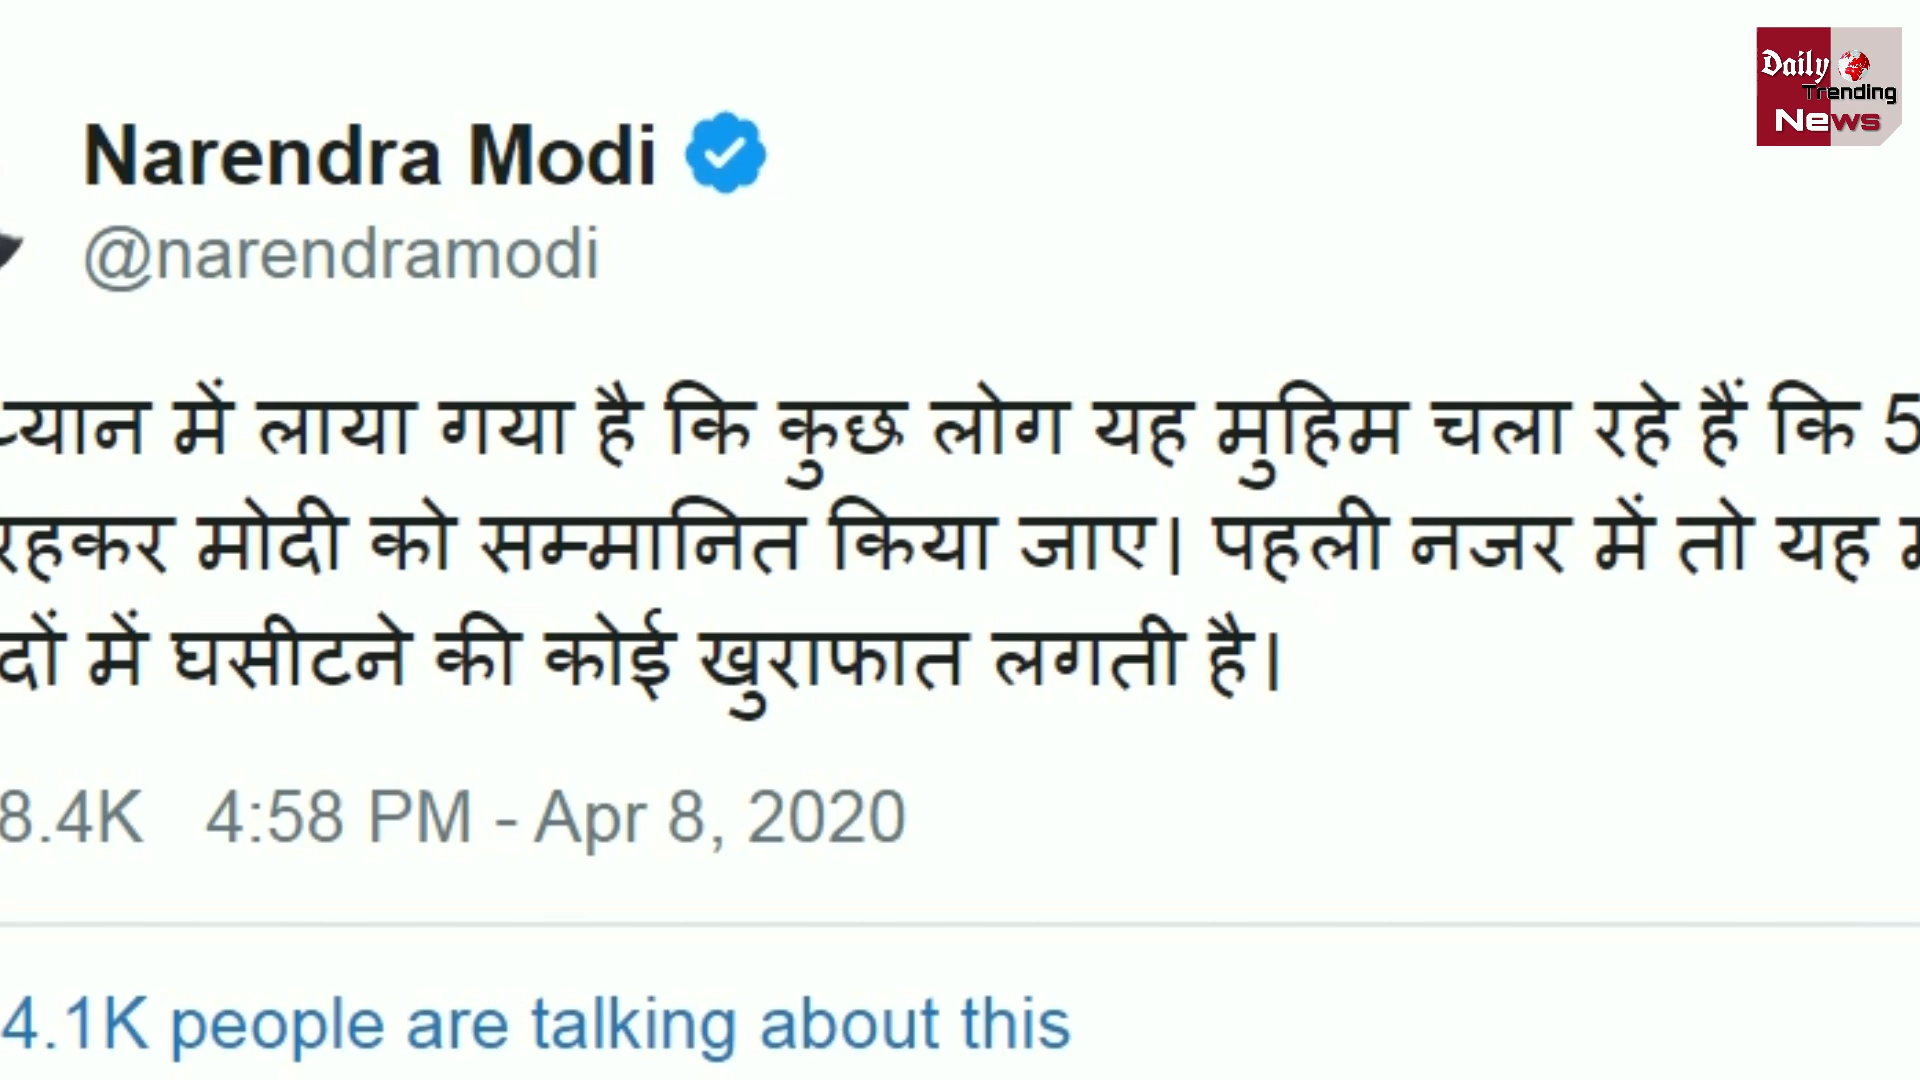 Daily
Trending
News
Narendra Modi
@narendramodi
में लाया गया है कि कुछ लोग यह मुहिम चला रहे हैं कि 5
रहकर मोदी को सम्मानित किया जाए। पहली नजर में तो यह
में घसीटने की कोई खुराफात लगती है।
8.4K 4:58 PM - Apr 8, 2020
4.1K people are talking about this